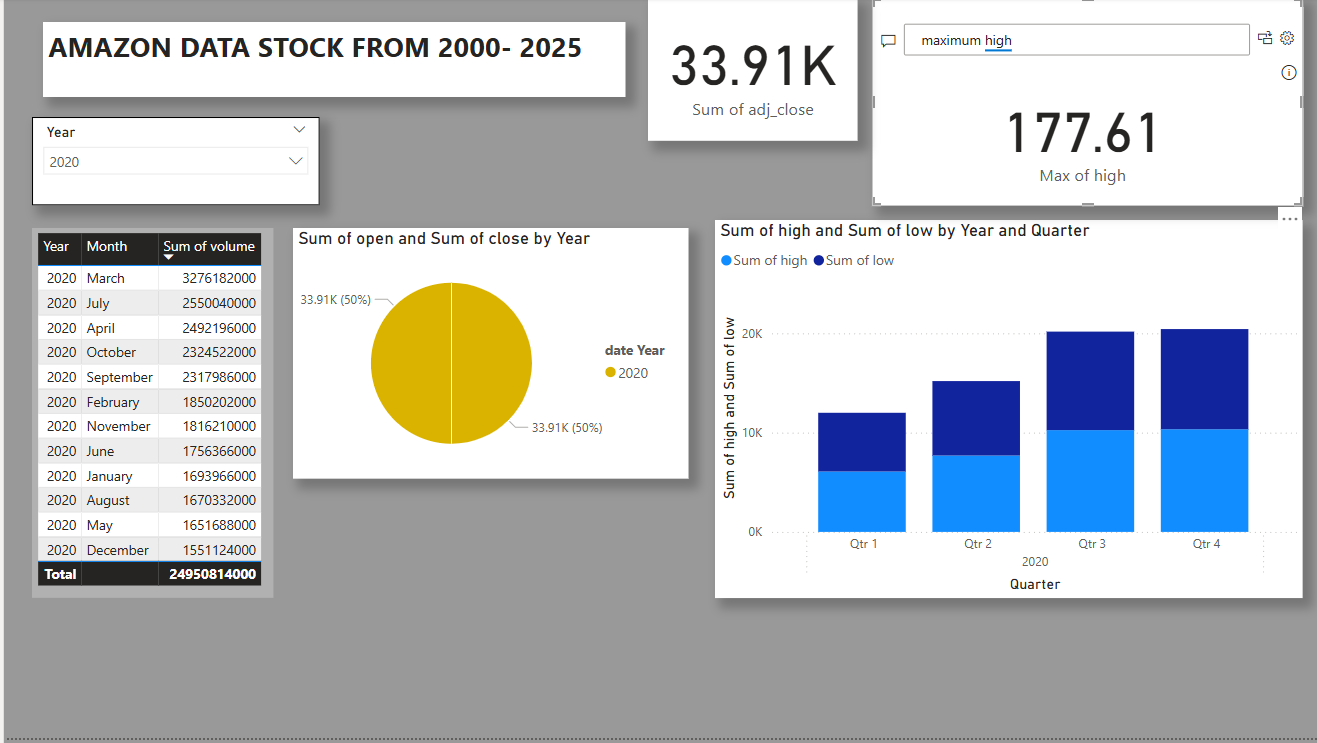 AMAZON DATA STOCK FROM 2000- 2025
33.91K
Sum of adj_close
maximum high
177.61
Max of high
Year
2020
Year Month Sum of volume
2020 March 3276182000
2020 July 2550040000
2020 April 2492196000
2020 October 2324522000
2020 September 2317986000
2020 February 1850202000
2020 November 1816210000
2020 June 1756366000
2020 January 1693966000
2020 August 1670332000
2020 May 1651688000
2020 December 1551124000
Total 24950814000
Sum of open and Sum of close by Year
33.91K (50%)
33.91K (50%)
date Year
2020
Sum of high and Sum of low by Year and Quarter
Sum of high Sum of low
Sum of high and Sum of low
20K
10K
0K
Qtr 1 Qtr 2 Qtr 3 Qtr 4
2020
Quarter